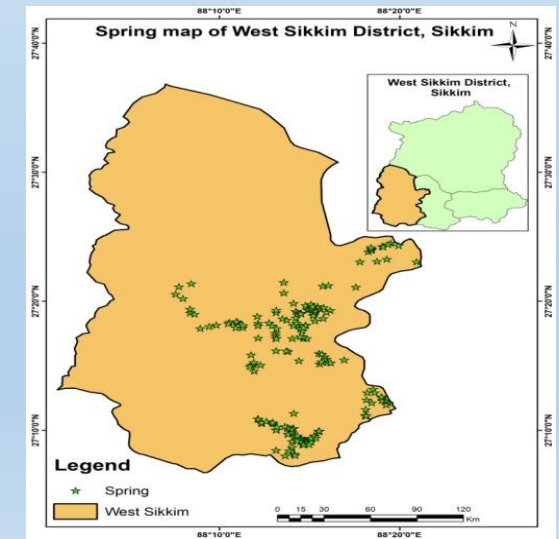 88°10'0"E 88°20'0"E
Spring map of West Sikkim District, Sikkim
N
West Sikkim District,
Sikkim
27°40'0"N 27°40'0"N
27°30'0"N 27°30'0"N
27°20'0"N 27°20'0"N
27°10'0"N 27°10'0"N
Legend
Spring
West Sikkim
0 15 30 60 90 120
Km
88°10'0"E 88°20'0"E